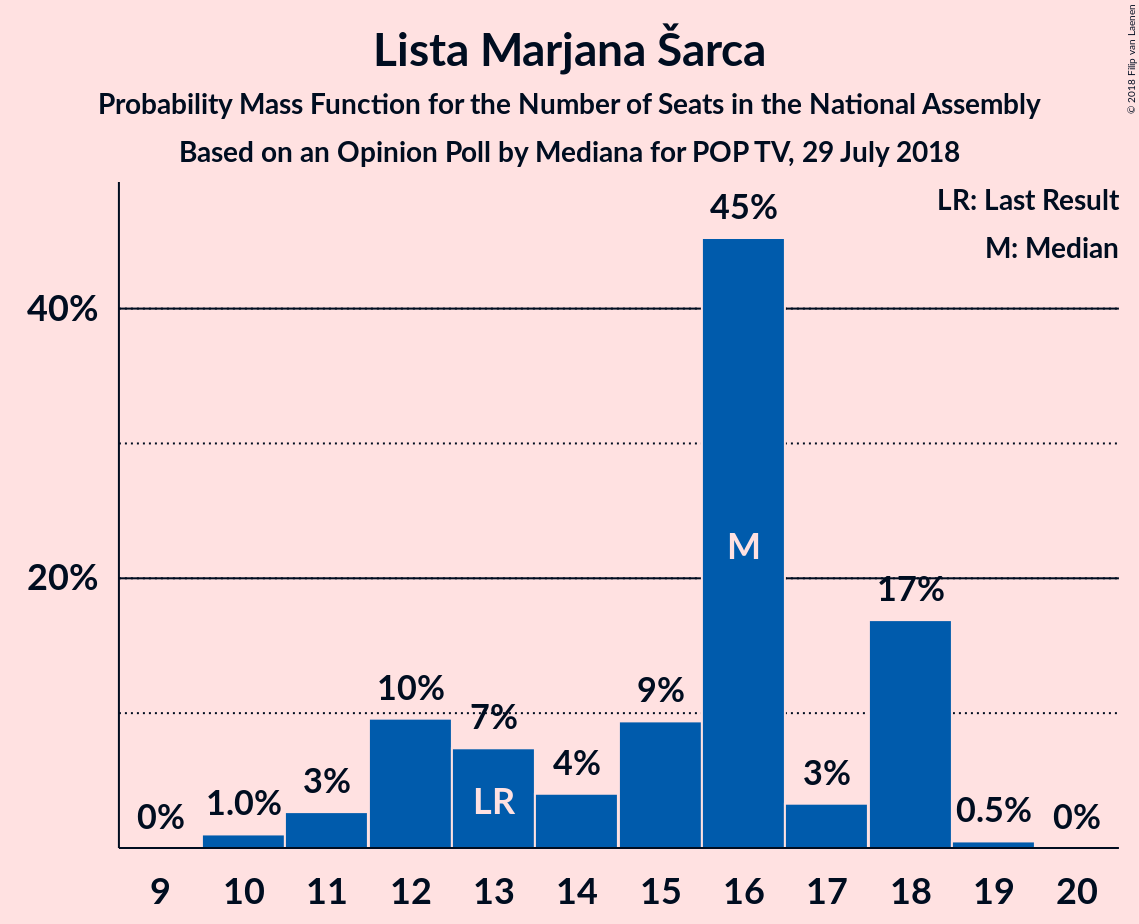 Lista Marjana Šarca
Probability Mass Function for the Number of Seats in the National Assembly
Based on an Opinion Poll by Mediana for POP TV, 29 July 2018
© 2018 Filip van Laenen
LR: Last Result
M: Median
45%
40%
M
20%
17%
10%
9%
7%
4%
3%
3%
LR
1.0%
0.5%
0%
0%
9 10 11 12 13 14 15 16 17 18 19 20